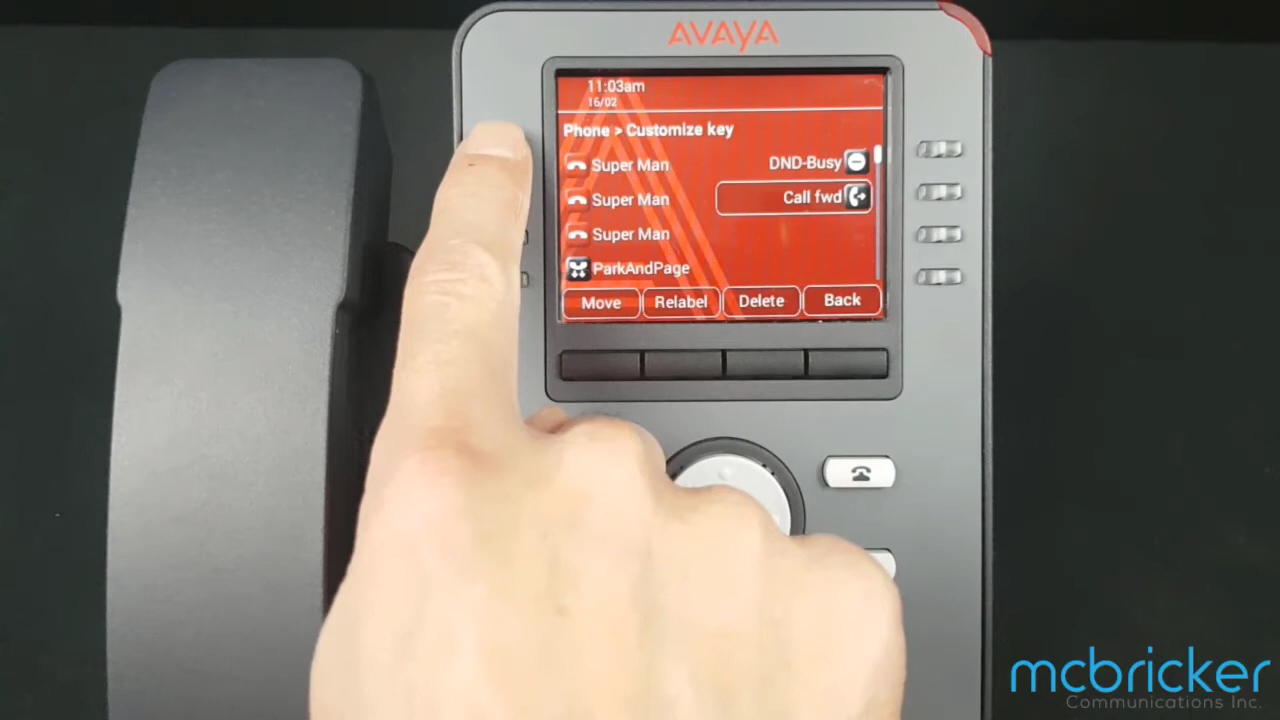 AVAYA
11:03am
16/02
Phone > Customize key
Super Man DND-Busy
Super Man Call fwd
Super Man
ParkAndPage
Move Relabel Delete Back
mcbricker
Communications Inc.